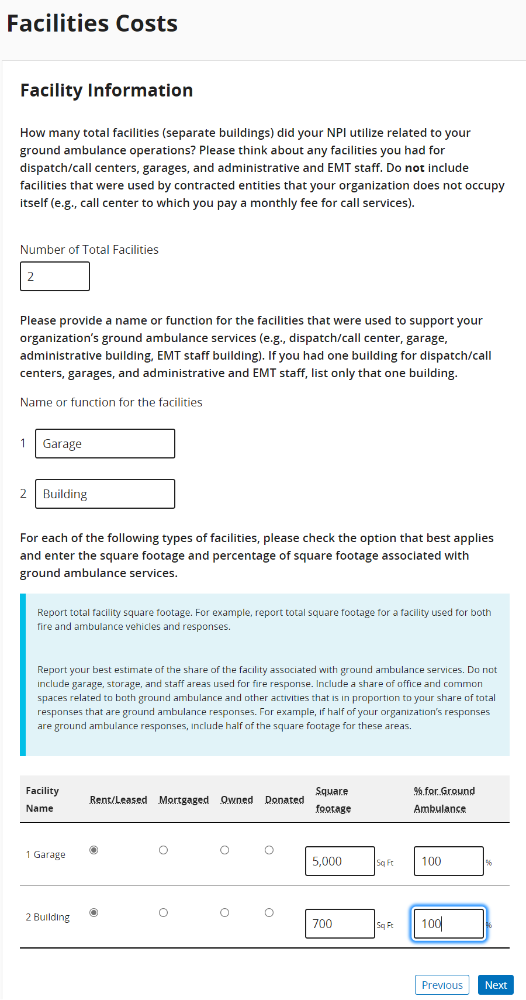 Facilities Costs
Facility Information
How many total facilities (separate buildings) did your NPI utilize related to your
ground ambulance operations? Please think about any facilities you had for
dispatch/call centers, garages, and administrative and EMT staff. Do not include
facilities that were used by contracted entities that your organization does not occupy
itself (e.g., call center to which you pay a monthly fee for call services).
Number of Total Facilities
2
Please provide a name or function for the facilities that were used to support your
organization’s ground ambulance services (e.g., dispatch/call center, garage,
administrative building, EMT staff building). If you had one building for dispatch/call
centers, garages, and administrative and EMT staff, list only that one building.
Name or function for the facilities
1 Garage
2 Building
For each of the following types of facilities, please check the option that best applies
and enter the square footage and percentage of square footage associated with
ground ambulance services.
Report total facility square footage. For example, report total square footage for a facility used for both
fire and ambulance vehicles and responses.
Report your best estimate of the share of the facility associated with ground ambulance services. Do not
include garage, storage, and staff areas used for fire response. Include a share of office and common
spaces related to both ground ambulance and other activities that is in proportion to your share of total
responses that are ground ambulance responses. For example, if half of your organization’s responses
are ground ambulance responses, include half of the square footage for these areas.
Facility Name Rent/Leased Mortgaged Owned Donated Square footage % for Ground Ambulance
1 Garage 5,000 Sq Ft 100 %
2 Building 700 Sq Ft 100 %
Previous Next